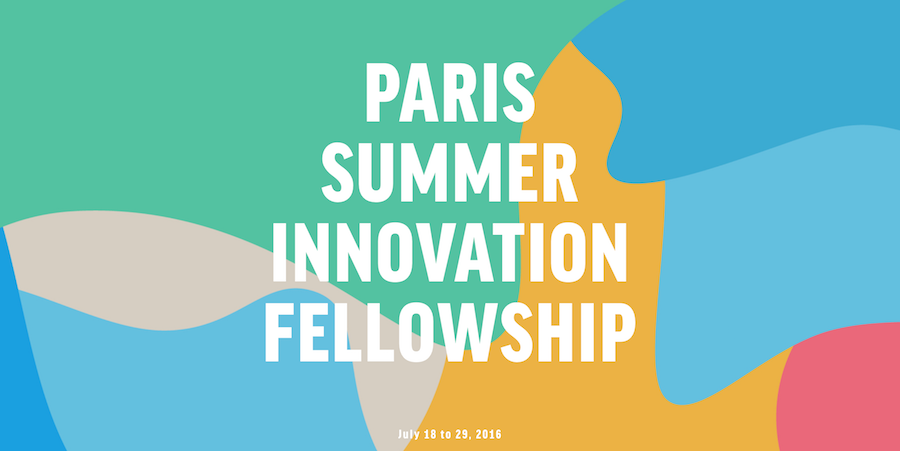 PARIS
SUMMER
INNOVATION
FELLOWSHIP
July 18 to 29, 2016